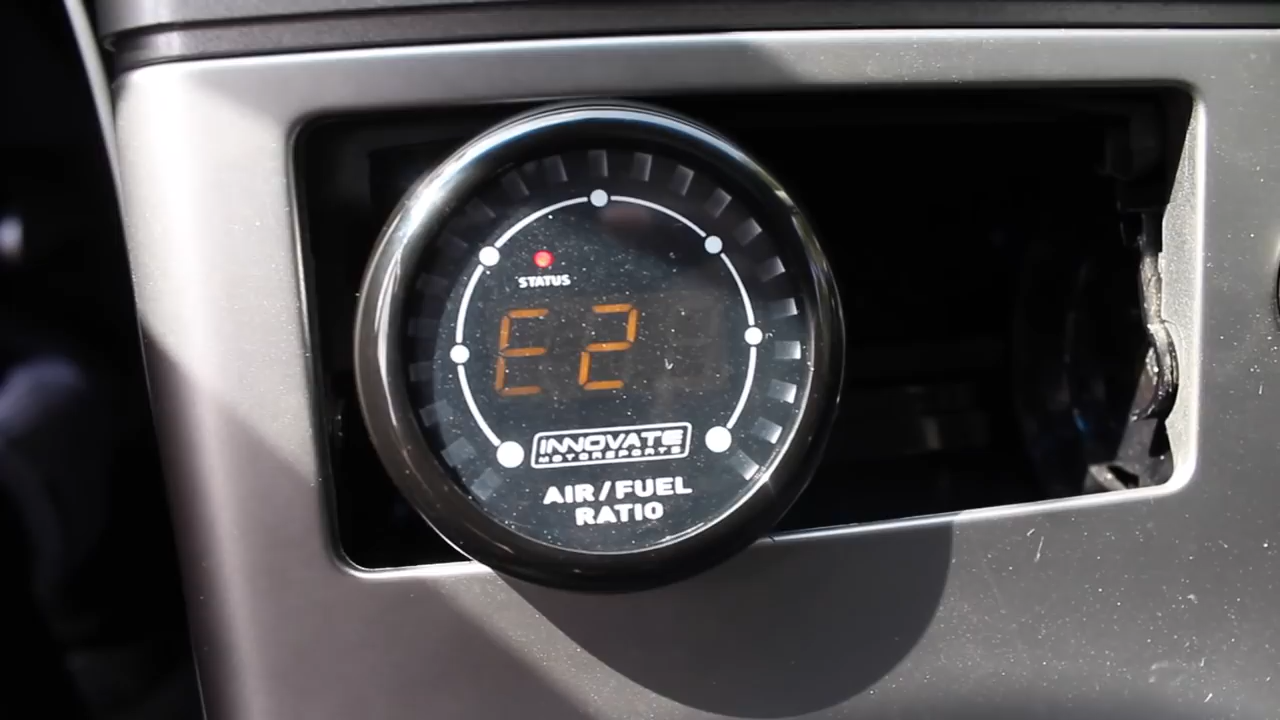 STATUS
E2
INNOVATE
MOTORSPORTS
AIR/FUEL
RATIO